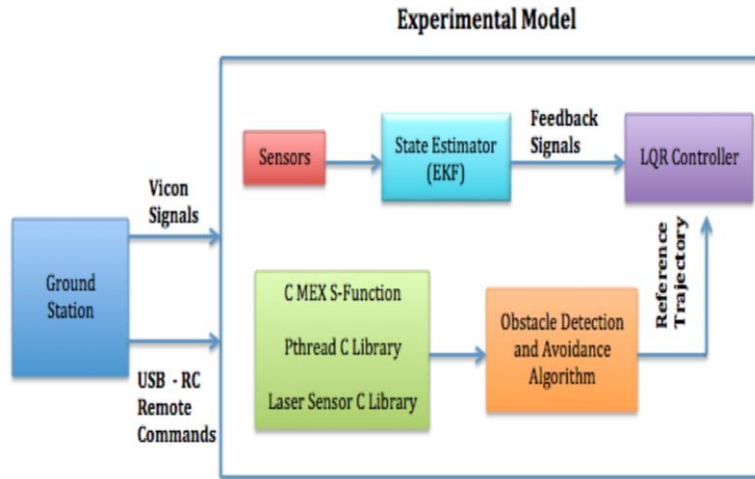 Experimental Model
Vicon
Signals
Ground
Station
USB - RC
Remote
Commands
Sensors
State Estimator
(EKF)
Feedback
Signals
LQR Controller
C MEX S-Function
Pthread C Library
Laser Sensor C Library
Obstacle Detection
and Avoidance
Algorithm
Reference
Trajectory